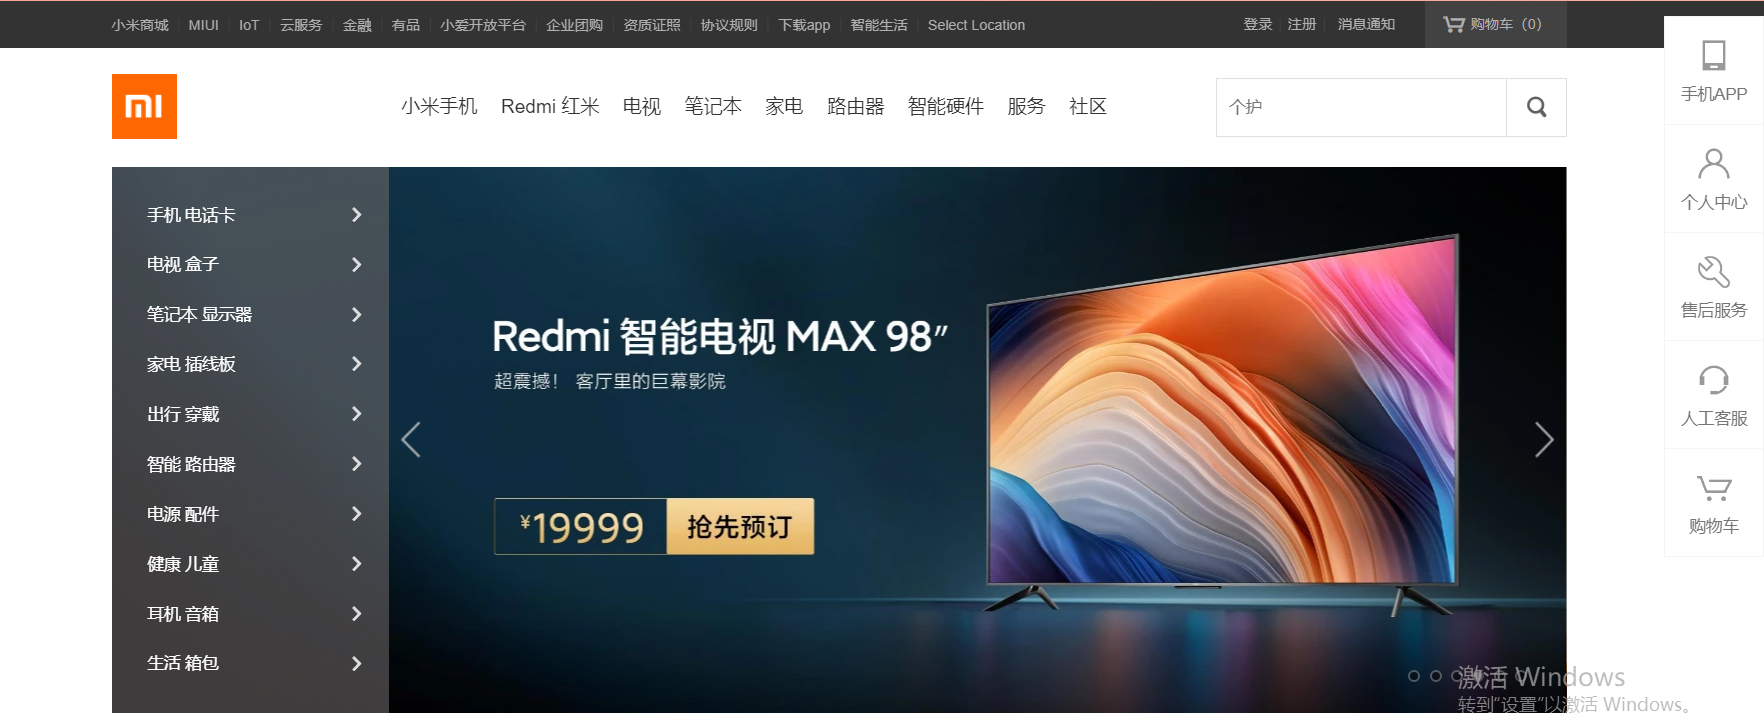 小米商城 MIUI IoT 云服务 金融 有品 小爱开放平台 企业团购 资质证照 协议规则 下载app 智能生活 Select Location
登录 注册 消息通知 购物车（0）
小米手机 Redmi 红米 电视 笔记本 家电 路由器 智能硬件 服务 社区
个护
手机 电话卡
电视 盒子
笔记本 显示器
家电 插线板
出行 穿戴
智能 路由器
电源 配件
健康 儿童
耳机 音箱
生活 箱包
Redmi 智能电视 MAX 98″
超震撼！ 客厅里的巨幕影院
¥19999 抢先预订
手机APP
个人中心
售后服务
人工客服
购物车
激活 Windows
转到"设置"以激活 Windows。